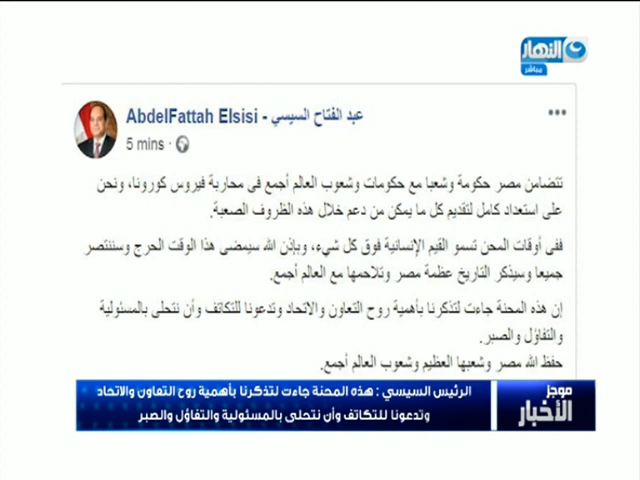 النهار
مباشر
AbdelFattah Elsisi - عبد الفتاح السيسي
5 mins
تتضامن مصر حكومة وشعبا مع حكومات وشعوب العالم أجمع فى محاربة فيروس كورونا، ونحن
على استعداد كامل لتقديم كل ما يمكن من دعم خلال هذه الظروف الصعبة.
ففى أوقات المحن تسمو القيم الإنسانية فوق كل شيء، وبإذن الله سيمضى هذا الوقت الحرج وسننتصر
جميعا وسيذكر التاريخ عظمة مصر وتلاحمها مع العالم أجمع.
إن هذه المحنة جاءت لتذكرنا بأهمية روح التعاون والاتحاد وتدعونا للتكاتف وأن نتحلى بالمسئولية
والتفاؤل والصبر.
حفظ الله مصر وشعبها العظيم وشعوب العالم أجمع.
موجز
الأخبار
الرئيس السيسي : هذه المحنة جاءت لتذكرنا بأهمية روح التعاون والاتحاد
وتدعونا للتكاتف وأن نتحلى بالمسئولية والتفاؤل والصبر